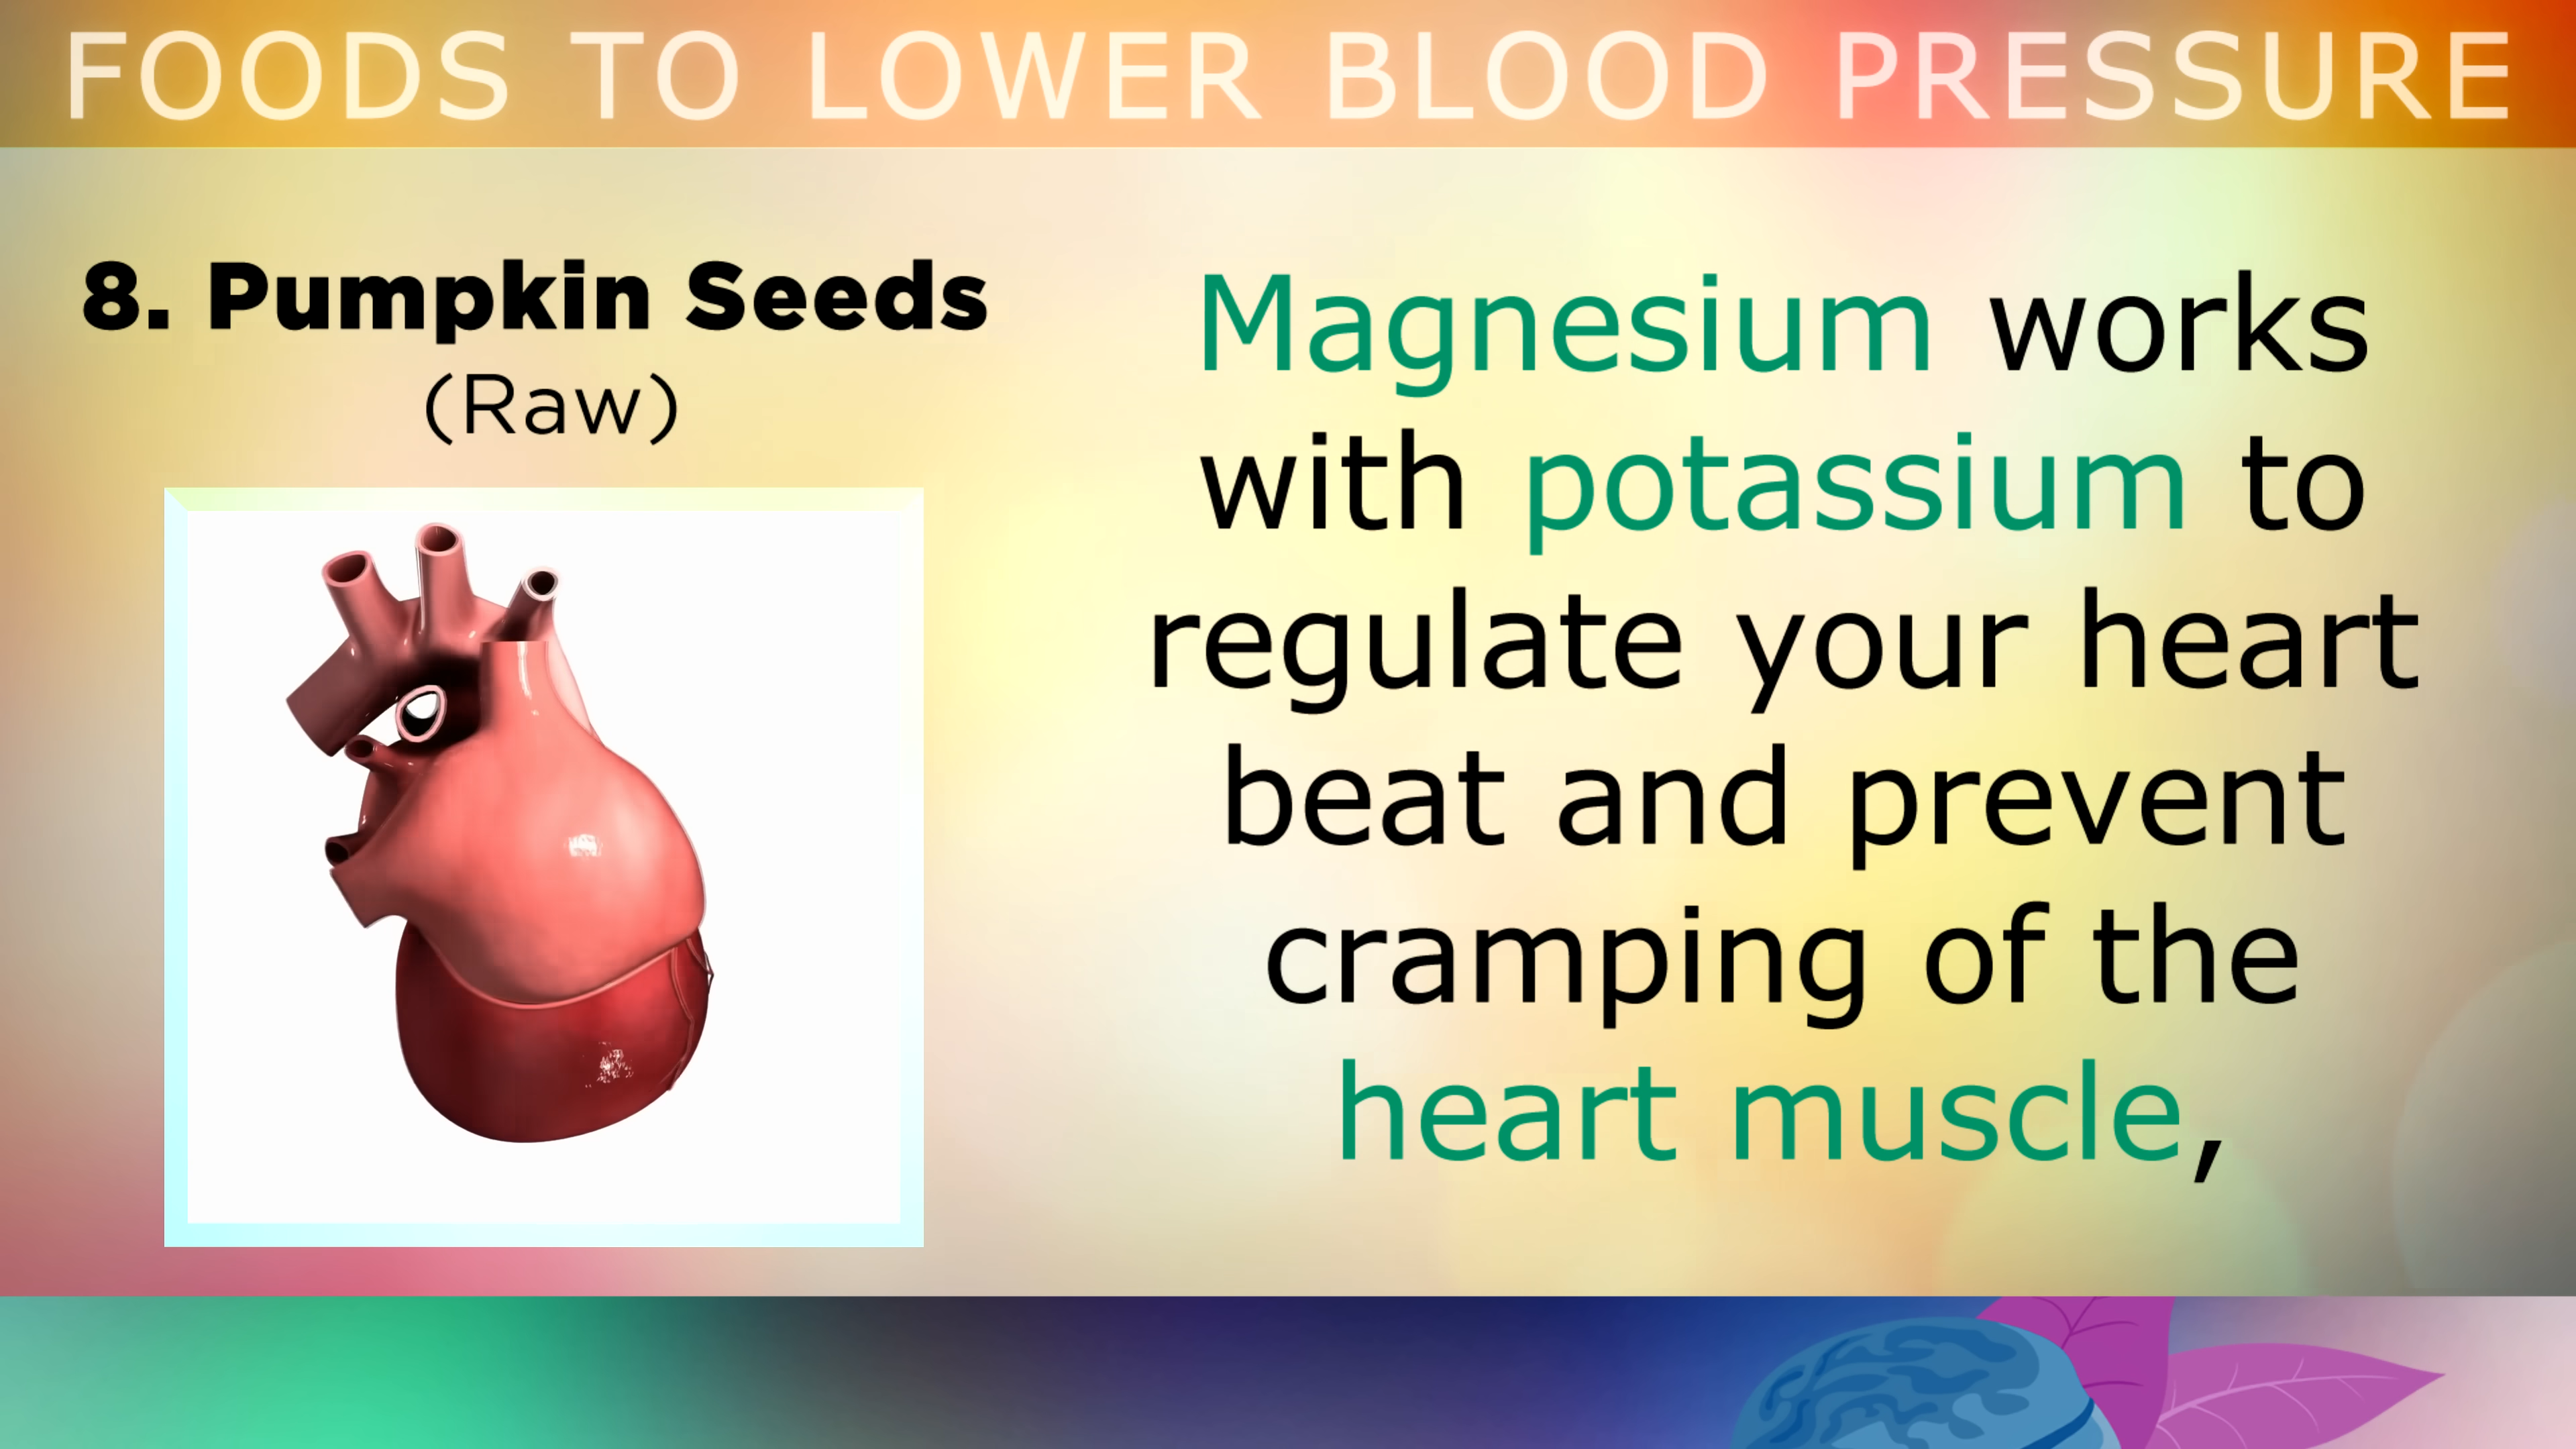 FOODS TO LOWER BLOOD PRESSURE
8. Pumpkin Seeds
(Raw)
Magnesium works
with potassium to
regulate your heart
beat and prevent
cramping of the
heart muscle,